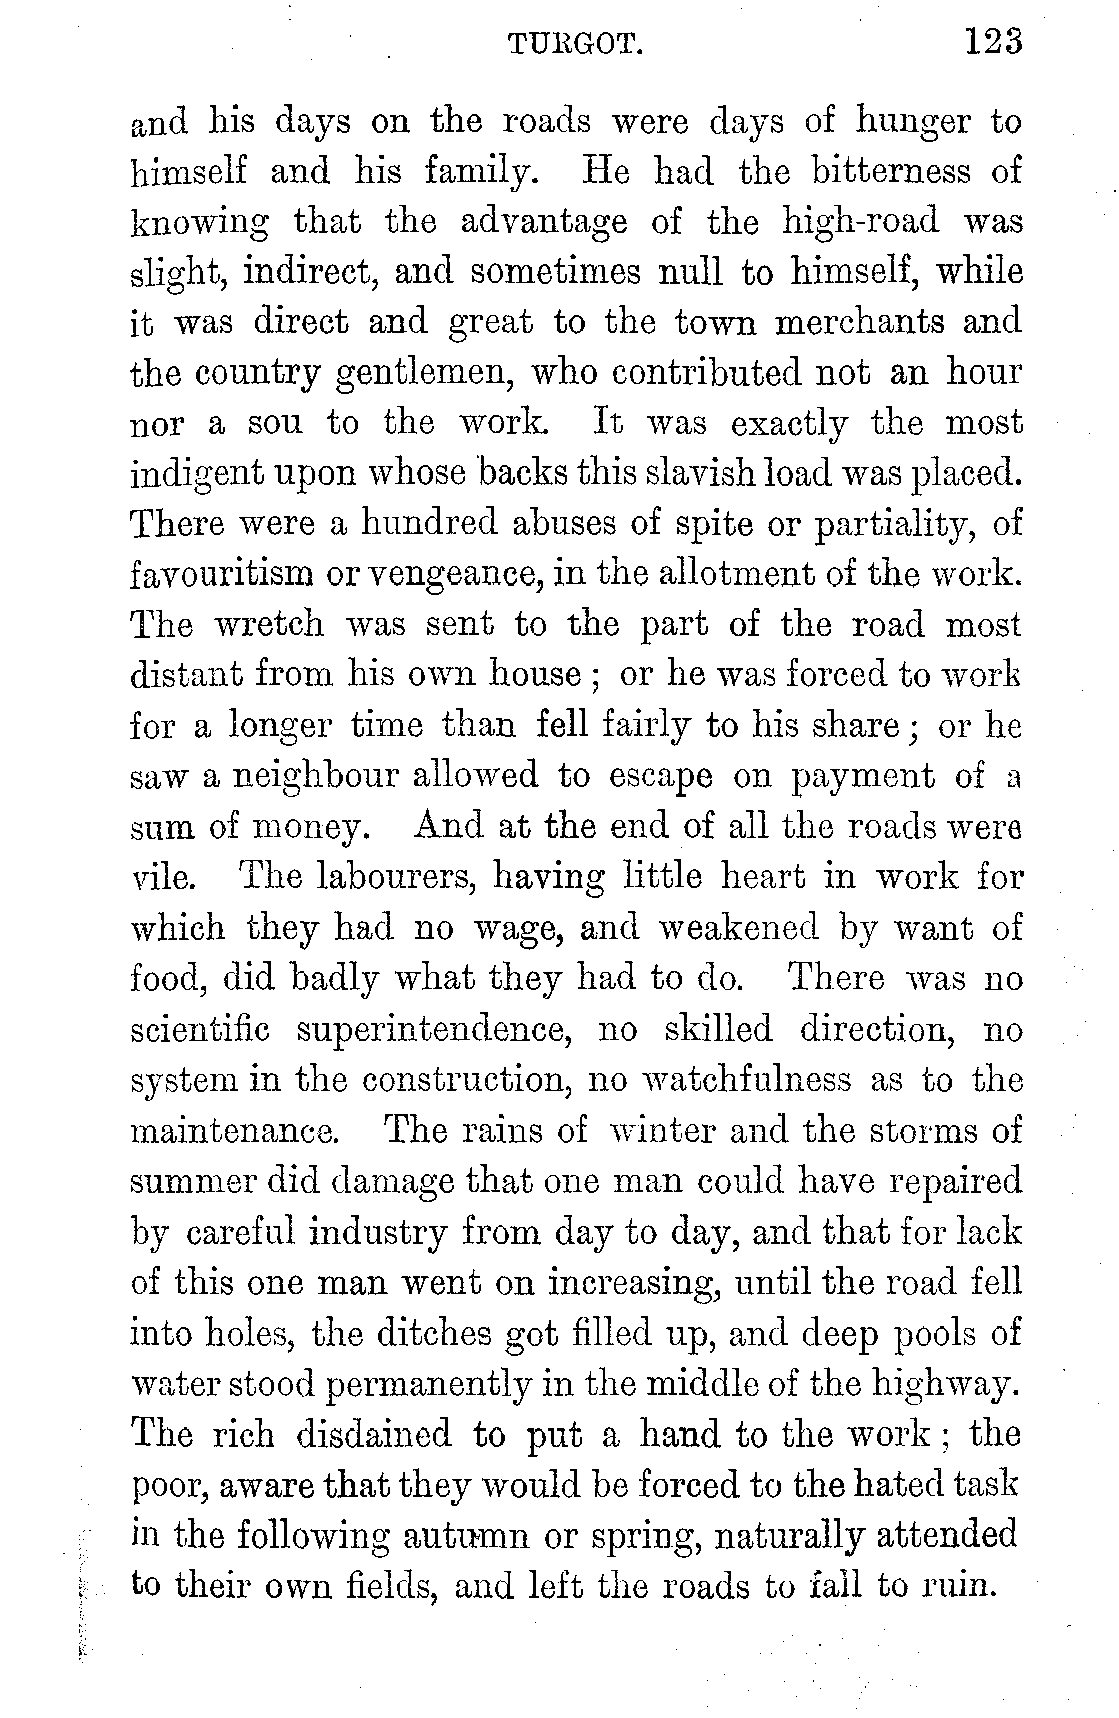 TURGOT. 123
and his days on the roads were days of hunger to
himself and his family. He had the bitterness of
knowing that the advantage of the high-road was
slight, indirect, and sometimes null to himself, while
it was direct and great to the town merchants and
the country gentlemen, who contributed not an hour
nor a sou to the work. It was exactly the most
indigent upon whose backs this slavish load was placed.
There were a hundred abuses of spite or partiality, of
favouritism or vengeance, in the allotment of the work.
The wretch was sent to the part of the road most
distant from his own house ; or he was forced to work
for a longer time than fell fairly to his share ; or he
saw a neighbour allowed to escape on payment of a
sum of money. And at the end of all the roads were
vile. The labourers, having little heart in work for
which they had no wage, and weakened by want of
food, did badly what they had to do. There was no
scientific superintendence, no skilled direction, no
system in the construction, no watchfulness as to the
maintenance. The rains of winter and the storms of
summer did damage that one man could have repaired
by careful industry from day to day, and that for lack
of this one man went on increasing, until the road fell
into holes, the ditches got filled up, and deep pools of
water stood permanently in the middle of the highway.
The rich disdained to put a hand to the work ; the
poor, aware that they would be forced to the hated task
in the following autumn or spring, naturally attended
to their own fields, and left the roads to fall to ruin.